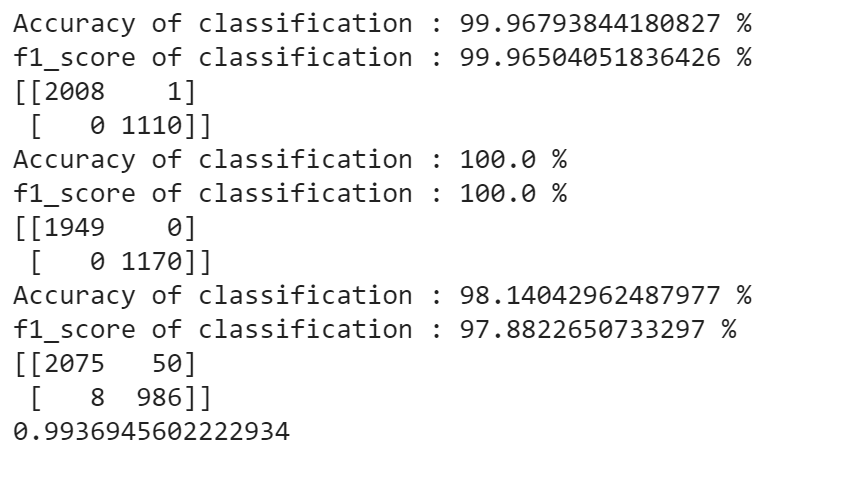 Accuracy of classification : 99.96793844180827 %
f1_score of classification : 99.96504051836426 %
[[2008    1]
 [   0 1110]]
Accuracy of classification : 100.0 %
f1_score of classification : 100.0 %
[[1949    0]
 [   0 1170]]
Accuracy of classification : 98.14042962487977 %
f1_score of classification : 97.8822650733297 %
[[2075   50]
 [   8  986]]
0.9936945602222934